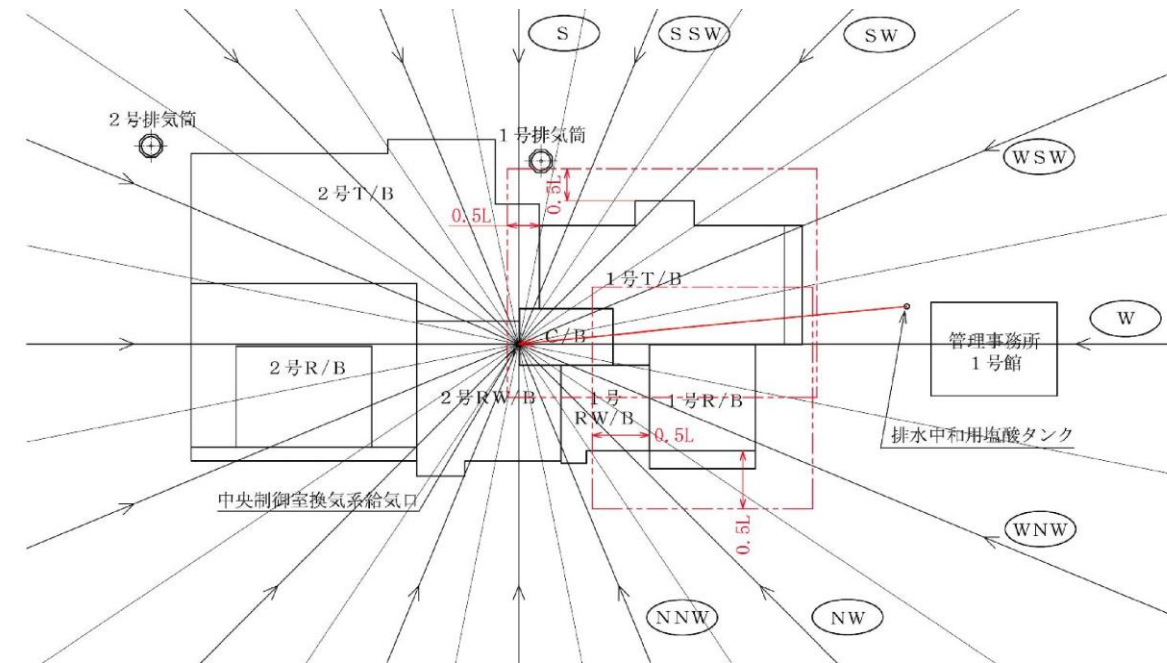 S
SSW
SW
2号排気筒
1号排気筒
WSW
2号T/B
0.5L
0.5L
1号T/B
W
C/B
管理事務所
1号館
2号R/B
2号RW/B
1号
RW/B
1号R/B
0.5L
排水中和用塩酸タンク
中央制御室換気系給気口
0.5L
WNW
NNW
NW